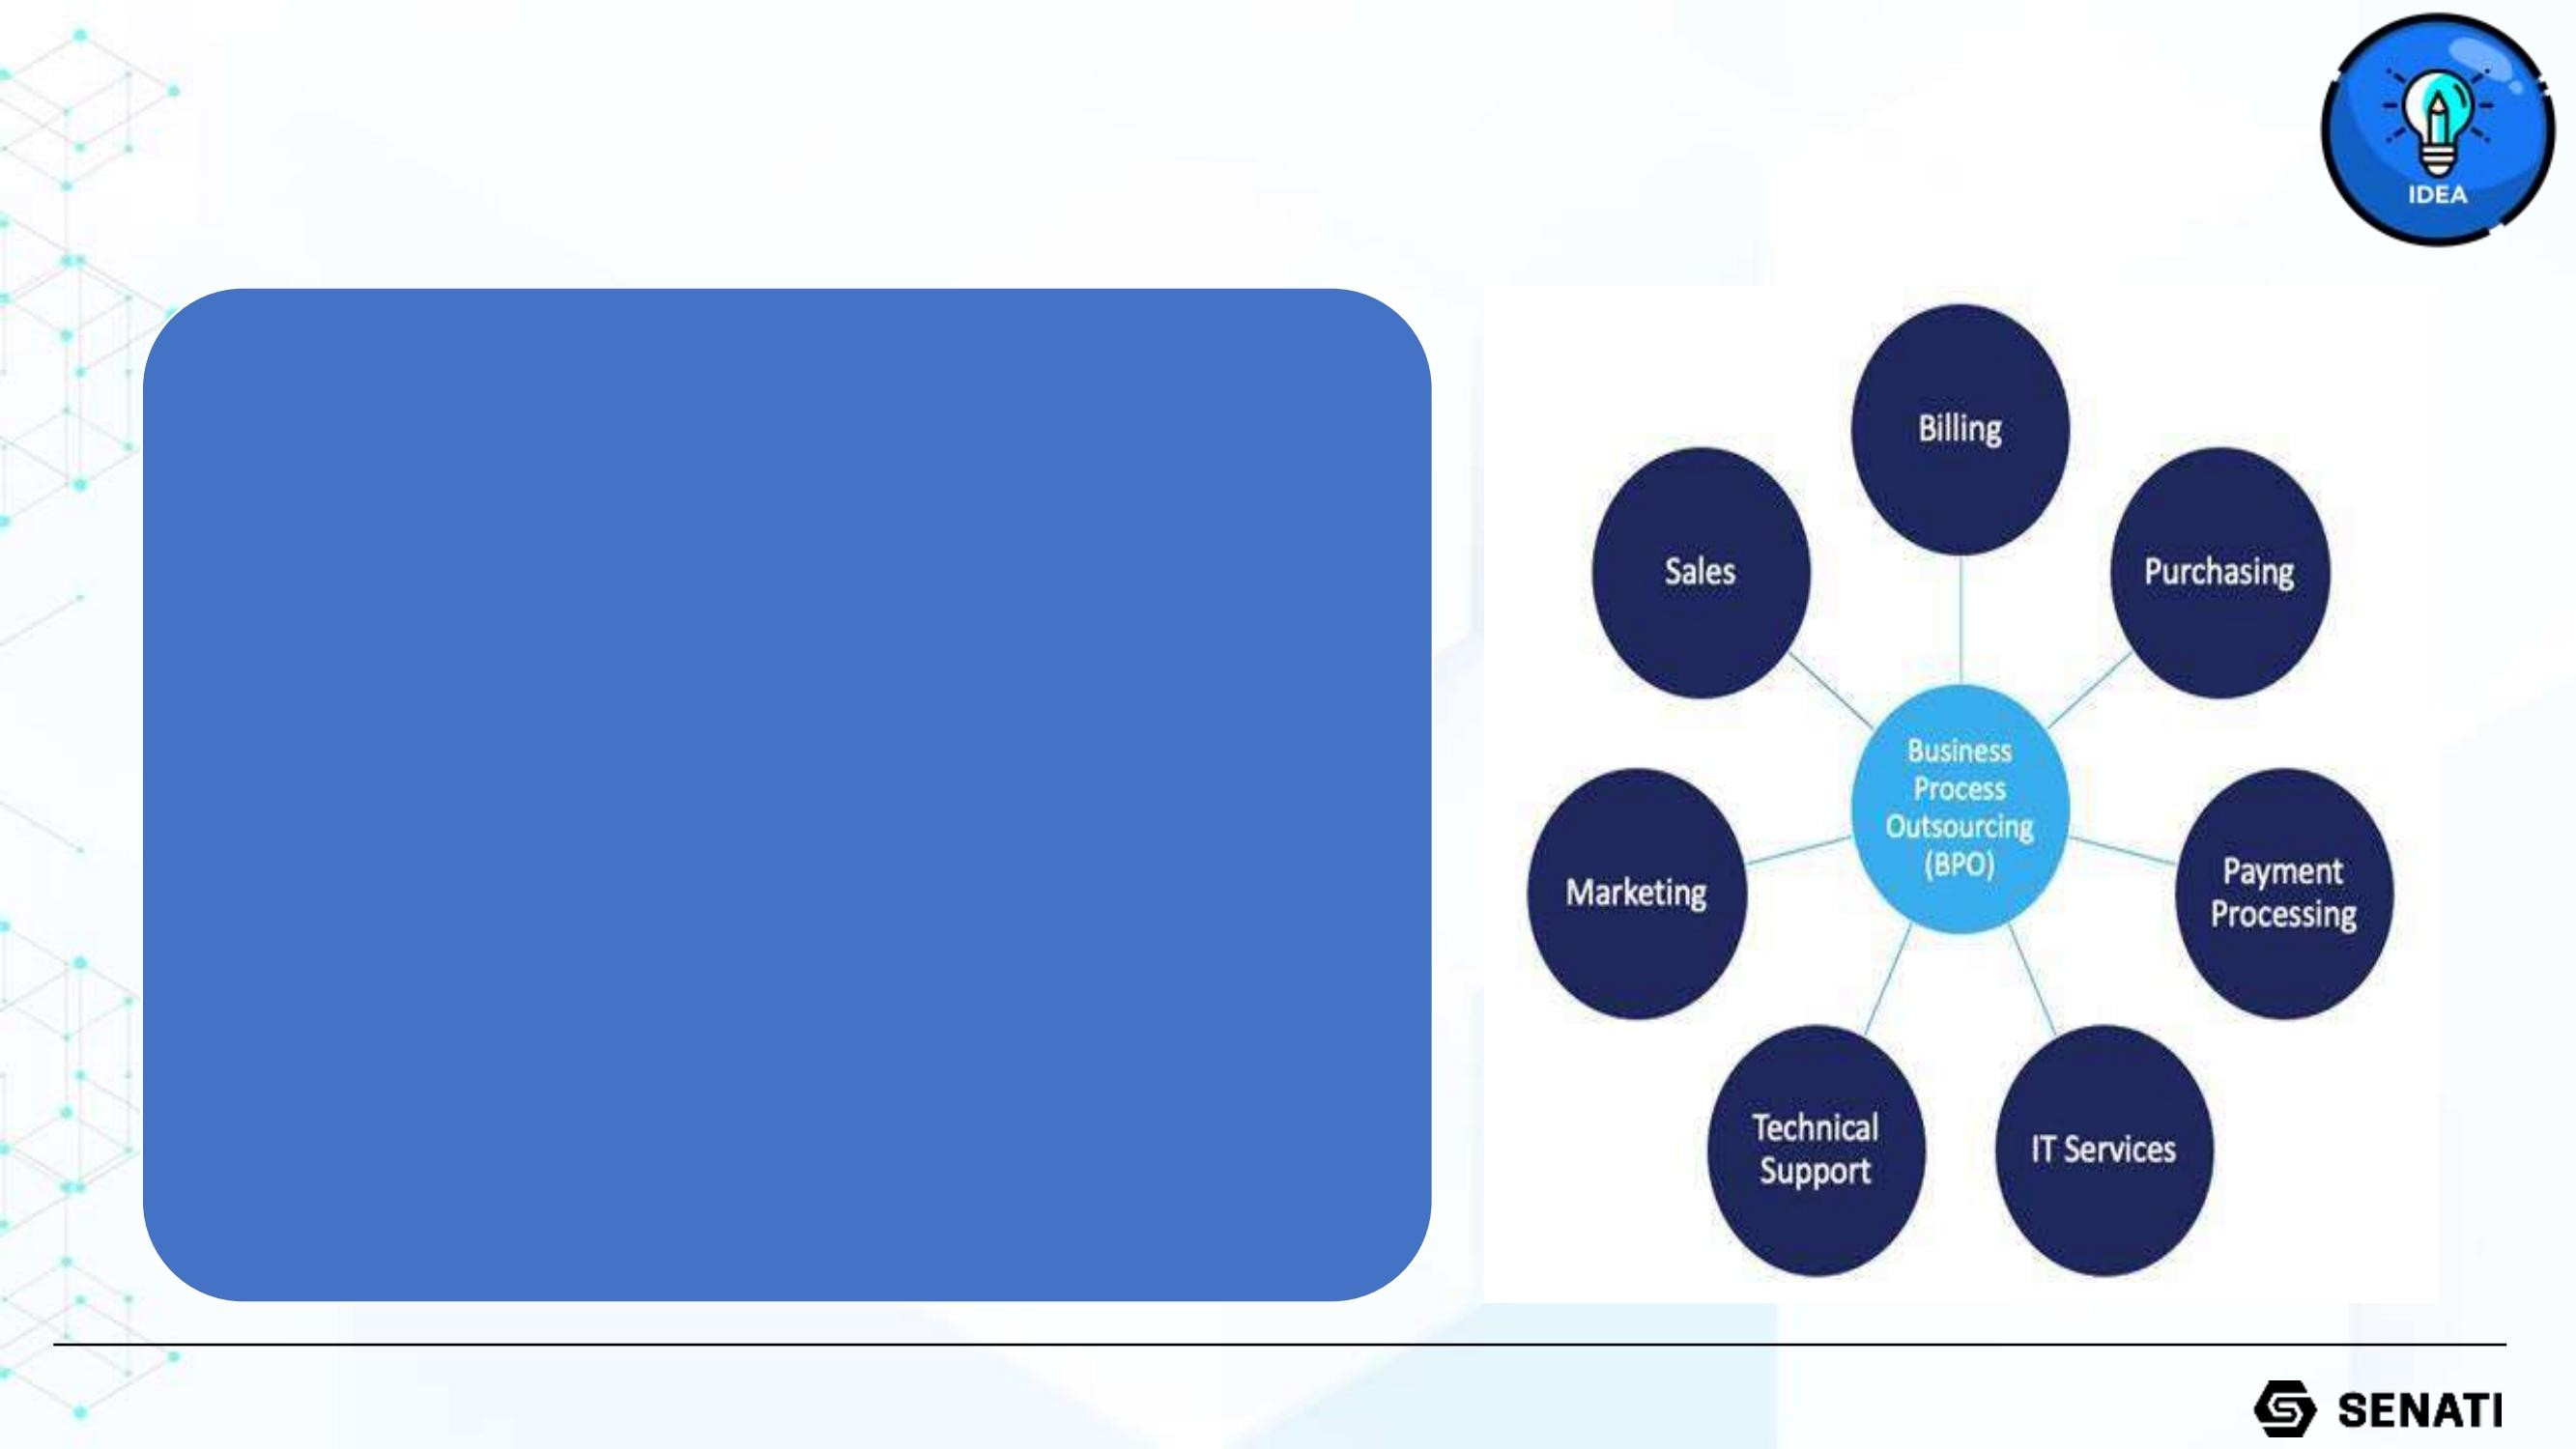 IDEA
Billing
Sales
Purchasing
Business
Process
Outsourcing
(BPO)
Marketing
Payment
Processing
Technical
Support
IT Services
SENATI